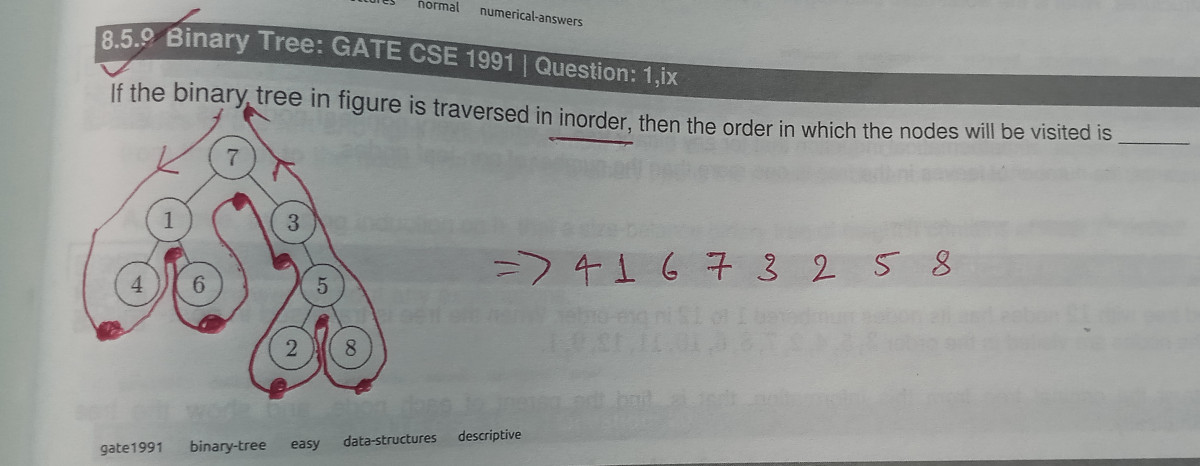 normal numerical-answers
8.5.9 Binary Tree: GATE CSE 1991 | Question: 1,ix
If the binary tree in figure is traversed in inorder, then the order in which the nodes will be visited is ______
7
1 3
4 6 5
=> 4 1 6 7 3 2 5 8
2 8
gate1991 binary-tree easy data-structures descriptive